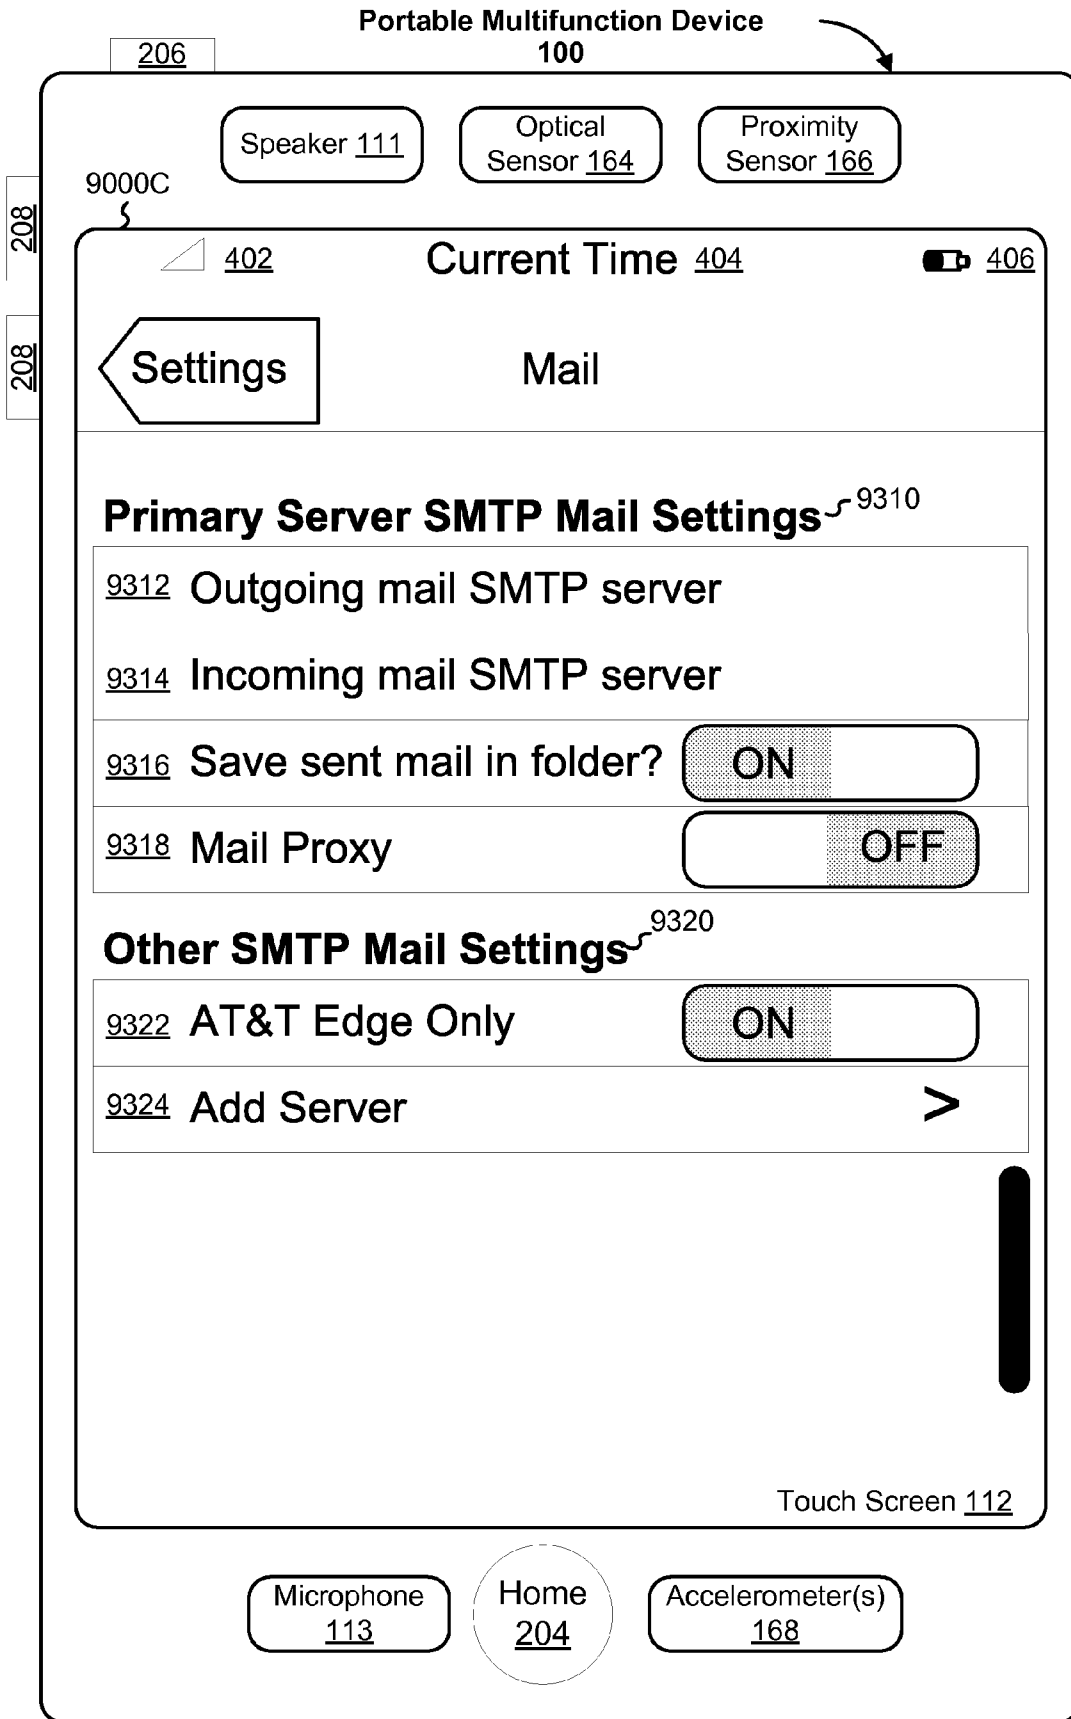 Portable Multifunction Device
100
206
Speaker 111
Optical
Sensor 164
Proximity
Sensor 166
9000C
208
208
402
Current Time 404
406
Settings
Mail
Primary Server SMTP Mail Settings 9310
9312 Outgoing mail SMTP server
9314 Incoming mail SMTP server
9316 Save sent mail in folder? ON
9318 Mail Proxy OFF
Other SMTP Mail Settings 9320
9322 AT&T Edge Only ON
9324 Add Server >
Touch Screen 112
Microphone
113
Home
204
Accelerometer(s)
168